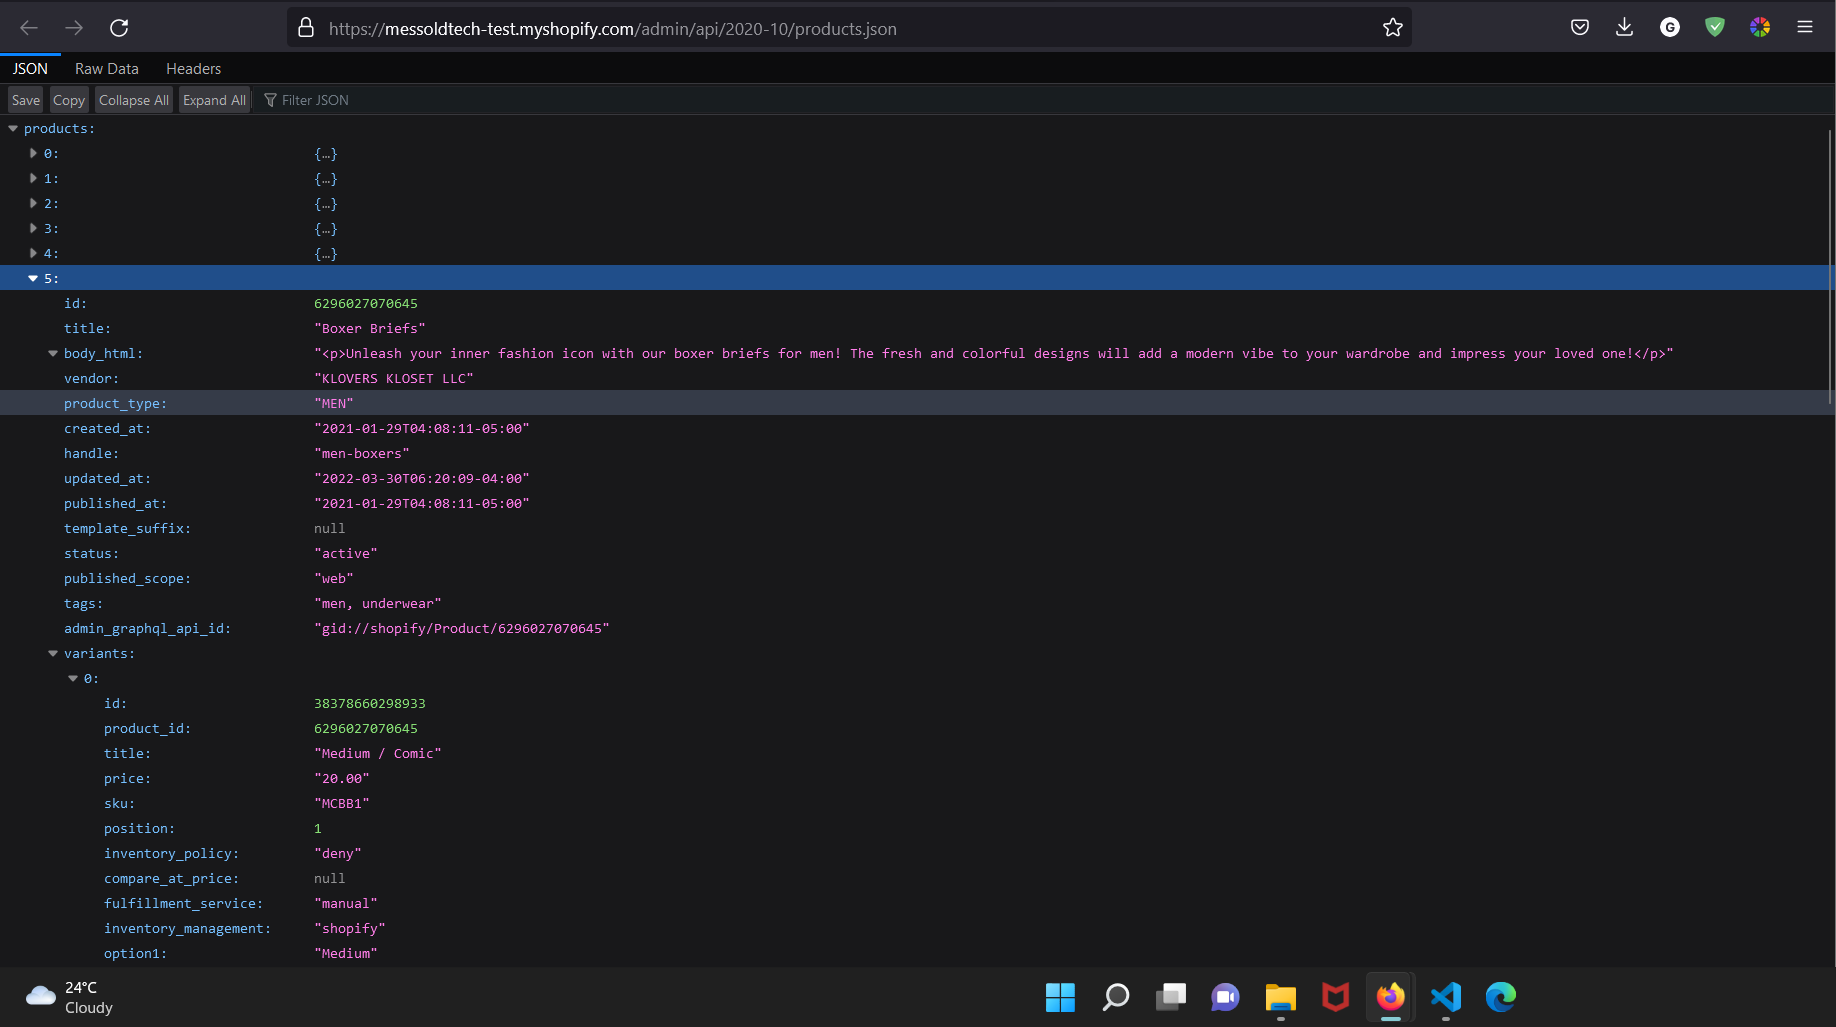 https://messoldtech-test.myshopify.com/admin/api/2020-10/products.json
G
JSON Raw Data Headers
Save Copy Collapse All Expand All Filter JSON
products:
0: {…}
1: {…}
2: {…}
3: {…}
4: {…}
5:
id: 6296027070645
title: "Boxer Briefs"
body_html: "<p>Unleash your inner fashion icon with our boxer briefs for men! The fresh and colorful designs will add a modern vibe to your wardrobe and impress your loved one!</p>"
vendor: "KLOVERS KLOSET LLC"
product_type: "MEN"
created_at: "2021-01-29T04:08:11-05:00"
handle: "men-boxers"
updated_at: "2022-03-30T06:20:09-04:00"
published_at: "2021-01-29T04:08:11-05:00"
template_suffix: null
status: "active"
published_scope: "web"
tags: "men, underwear"
admin_graphql_api_id: "gid://shopify/Product/6296027070645"
variants:
0:
id: 38378660298933
product_id: 6296027070645
title: "Medium / Comic"
price: "20.00"
sku: "MCBB1"
position: 1
inventory_policy: "deny"
compare_at_price: null
fulfillment_service: "manual"
inventory_management: "shopify"
option1: "Medium"
24°C
Cloudy